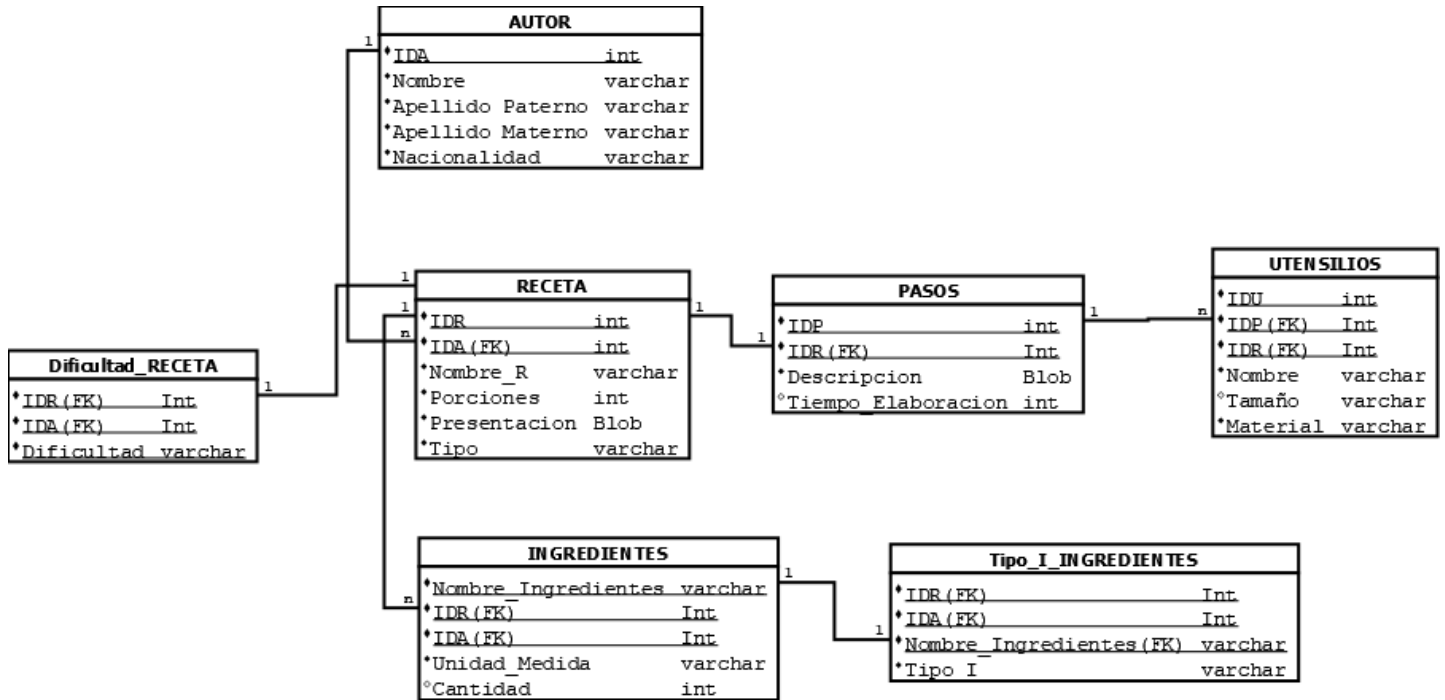 AUTOR
IDA int
Nombre varchar
Apellido Paterno varchar
Apellido Materno varchar
Nacionalidad varchar
1
1
n
1
RECETA
IDR int
IDA(FK) int
Nombre_R varchar
Porciones int
Presentacion Blob
Tipo varchar
1
1
PASOS
IDP int
IDR(FK) Int
Descripcion Blob
Tiempo_Elaboracion int
1
n
UTENSILIOS
IDU int
IDP(FK) Int
IDR(FK) Int
Nombre varchar
Tamaño varchar
Material varchar
Dificultad_RECETA
IDR(FK) Int
IDA(FK) Int
Dificultad varchar
1
n
INGREDIENTES
Nombre_Ingredientes varchar
IDR(FK) Int
IDA(FK) Int
Unidad_Medida varchar
Cantidad int
1
1
Tipo_I_INGREDIENTES
IDR(FK) Int
IDA(FK) Int
Nombre_Ingredientes(FK) varchar
Tipo_I varchar